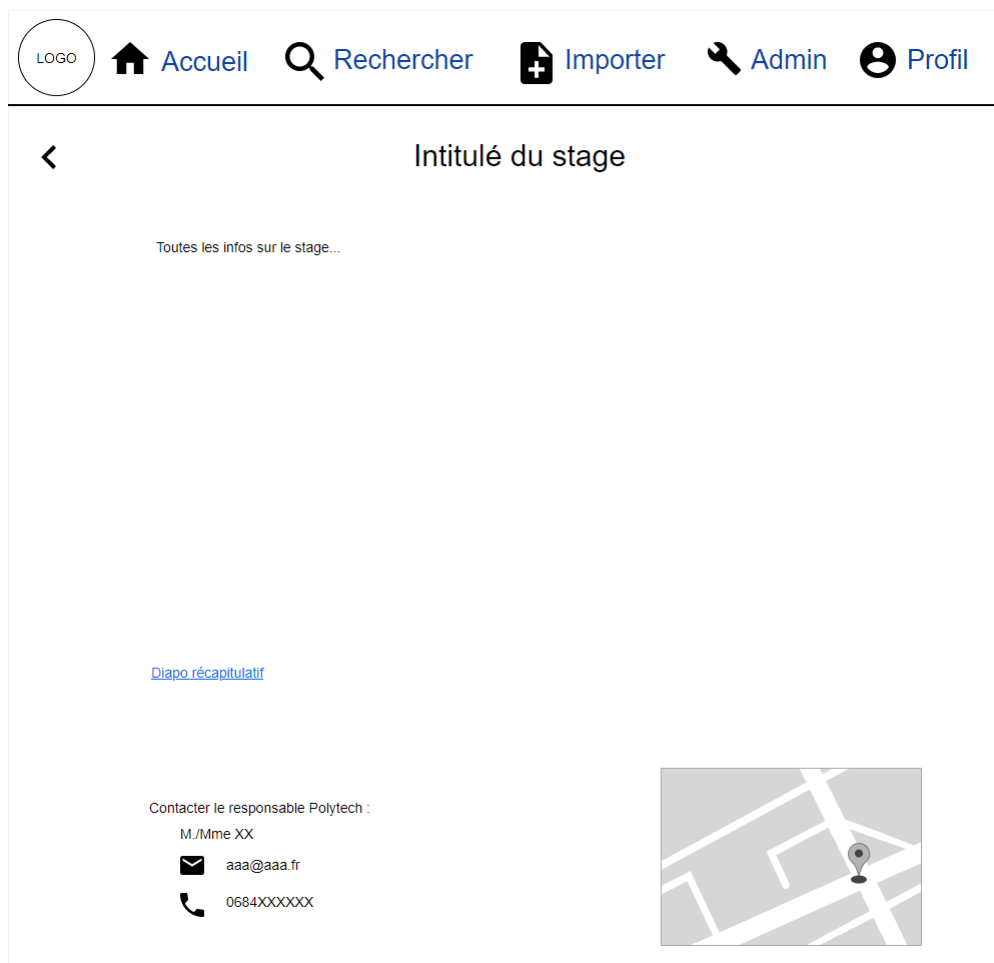 LOGO
Accueil
Rechercher
Importer
Admin
Profil
Intitulé du stage
Toutes les infos sur le stage...
Diapo récapitulatif
Contacter le responsable Polytech :
M./Mme XX
aaa@aaa.fr
0684XXXXXX